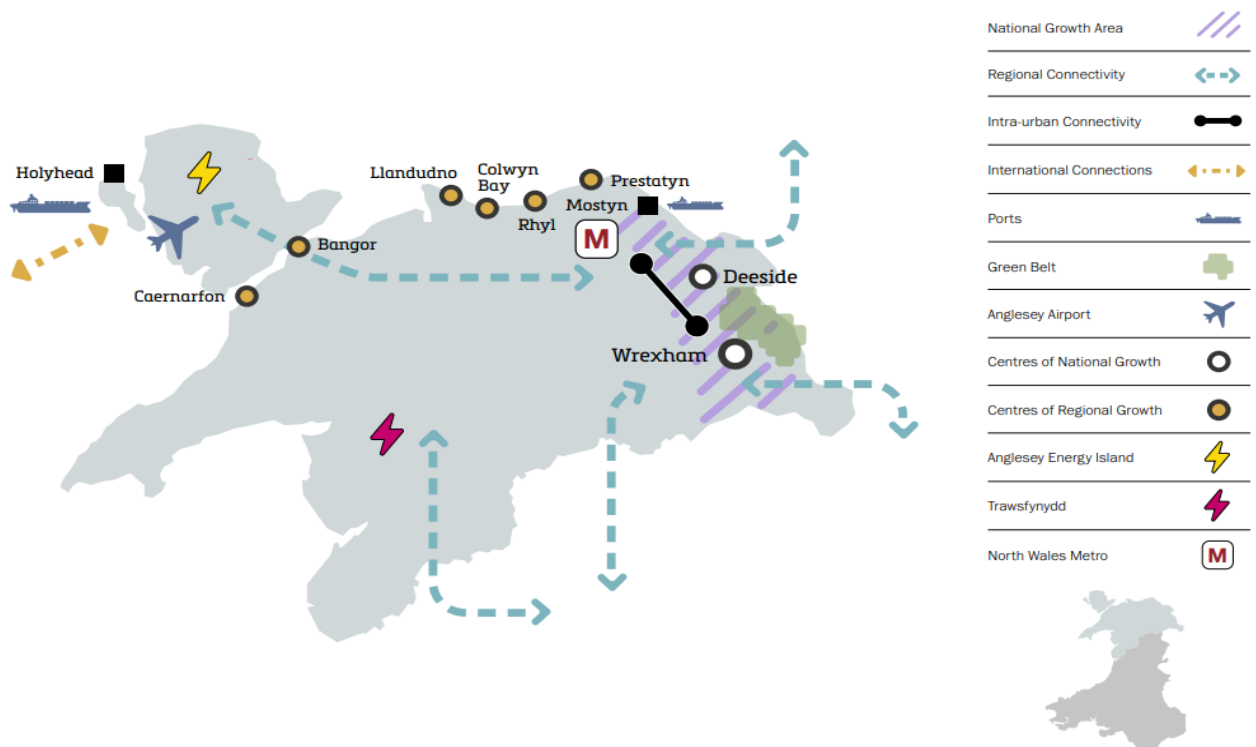 Holyhead
Llandudno
Colwyn
Bay
Rhyl
Prestatyn
Mostyn
M
Bangor
Caernarfon
Deeside
Wrexham
National Growth Area
Regional Connectivity
Intra-urban Connectivity
International Connections
Ports
Green Belt
Anglesey Airport
Centres of National Growth
Centres of Regional Growth
Anglesey Energy Island
Trawsfynydd
North Wales Metro
M